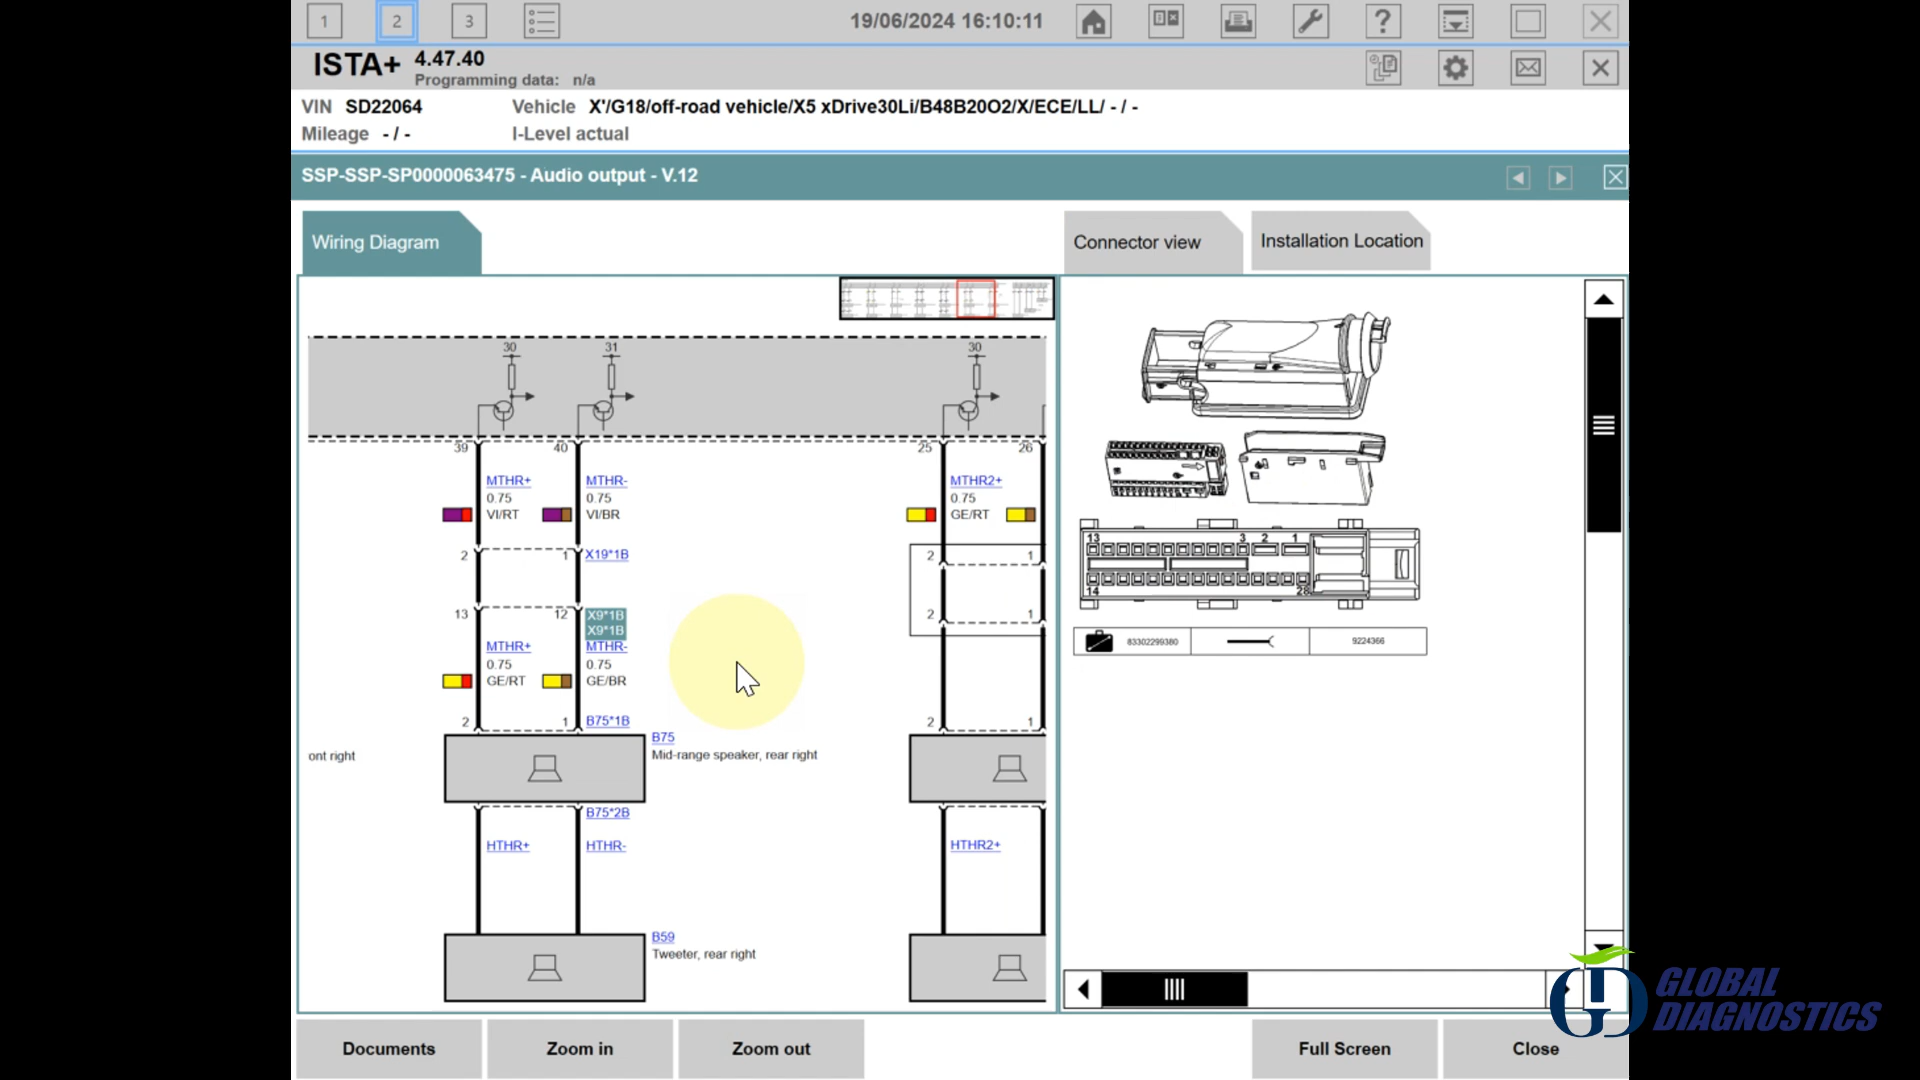 1 2 3 19/06/2024 16:10:11 ?
ISTA+ 4.47.40
Programming data: n/a
VIN SD22064 Vehicle X'/G18/off-road vehicle/X5 xDrive30Li/B48B20O2/X/ECE/LL/ - / -
Mileage - / - I-Level actual
SSP-SSP-SP0000063475 - Audio output - V.12
Wiring Diagram Connector view Installation Location
30 31 30
39 40 25 26
MTHR+ MTHR- MTHR2+
0.75 0.75 0.75
VI/RT VI/BR GE/RT
2 1 X19*1B 2 1
13 12 X9*1B 2 1
X9*1B
MTHR+ MTHR-
0.75 0.75
GE/RT GE/BR
2 1 B75*1B 2 1
B75
ont right Mid-range speaker, rear right
B75*2B
HTHR+ HTHR- HTHR2+
B59
Tweeter, rear right
13 3 2 1
14 28
83302299380 9224366
Documents Zoom in Zoom out Full Screen Close
GD GLOBAL
DIAGNOSTICS